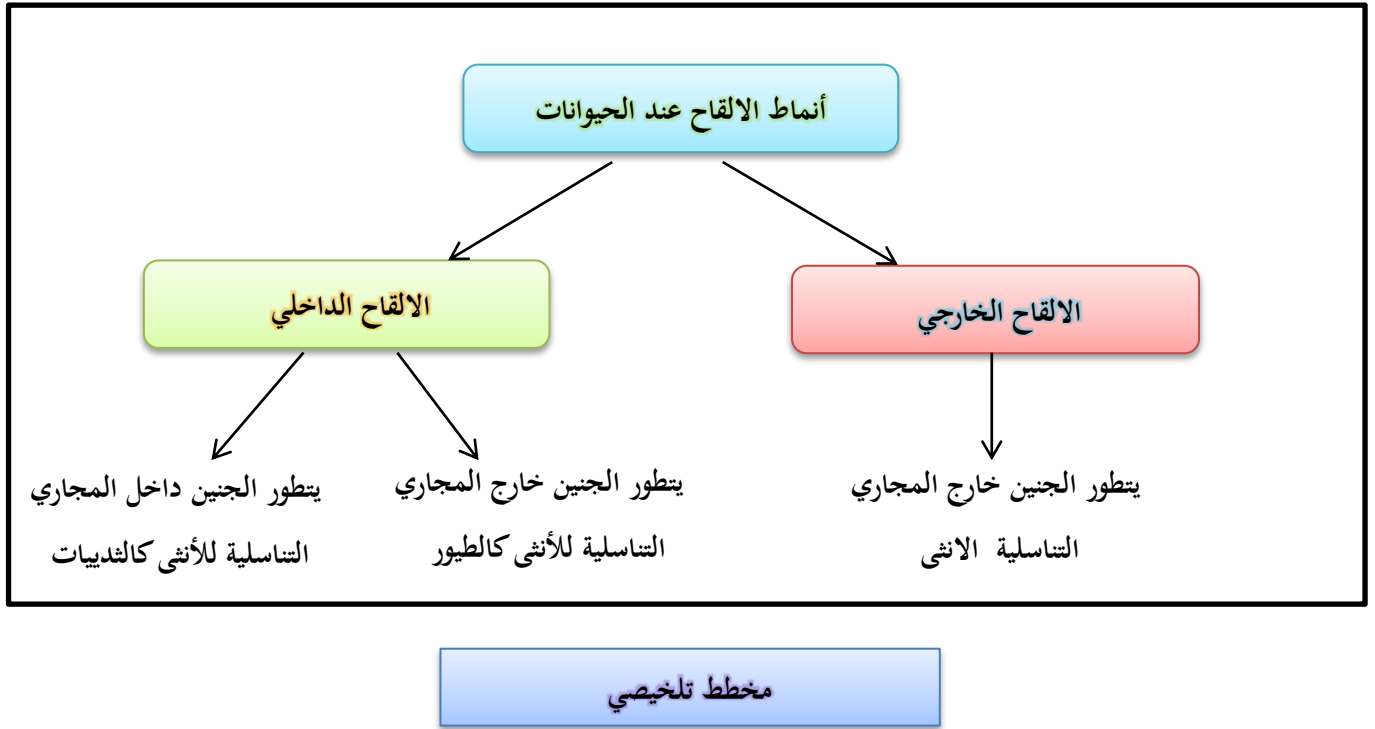 أنماط الالقاح عند الحيوانات
الالقاح الخارجي
الالقاح الداخلي
يتطور الجنين خارج المجاري
التناسلية الانثى
يتطور الجنين خارج المجاري
التناسلية للأنثى كالطيور
يتطور الجنين داخل المجاري
التناسلية للأنثى كالثدييات
مخطط تلخيصي